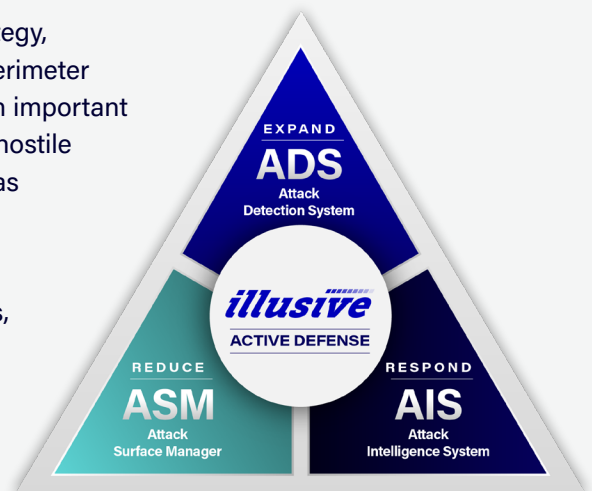 egy,
erimeter
important
hostile
as
s,
EXPAND
ADS
Attack
Detection System
illusive
ACTIVE DEFENSE
REDUCE
ASM
Attack
Surface Manager
RESPOND
AIS
Attack
Intelligence System